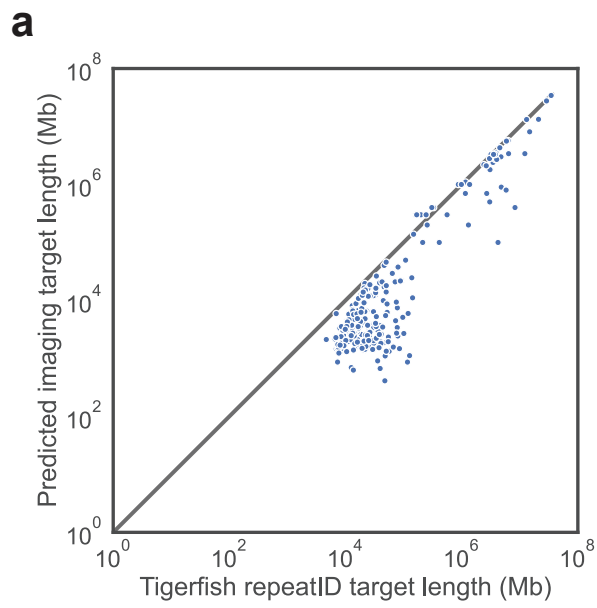 a
10^8
10^6
10^4
10^2
10^0
Predicted imaging target length (Mb)
10^0 10^2 10^4 10^6 10^8
Tigerfish repeatID target length (Mb)